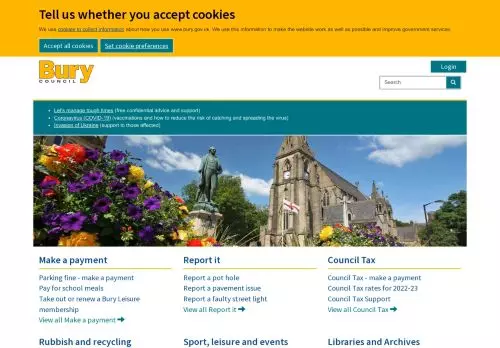 Tell us whether you accept cookies
We use cookies to collect information about how you use www.bury.gov.uk. We use this information to make the website work as well as possible and improve government services.
Accept all cookies
Set cookie preferences
Bury
COUNCIL
Login
Search
Let's manage tough times (free confidential advice and support)
Coronavirus (COVID-19) (vaccinations and how to reduce the risk of catching and spreading the virus)
Invasion of Ukraine (support to those affected)
Make a payment
Parking fine - make a payment
Pay for school meals
Take out or renew a Bury Leisure
membership
View all Make a payment
Report it
Report a pot hole
Report a pavement issue
Report a faulty street light
View all Report it
Council Tax
Council Tax - make a payment
Council Tax rates for 2022-23
Council Tax Support
View all Council Tax
Rubbish and recycling
Sport, leisure and events
Libraries and Archives